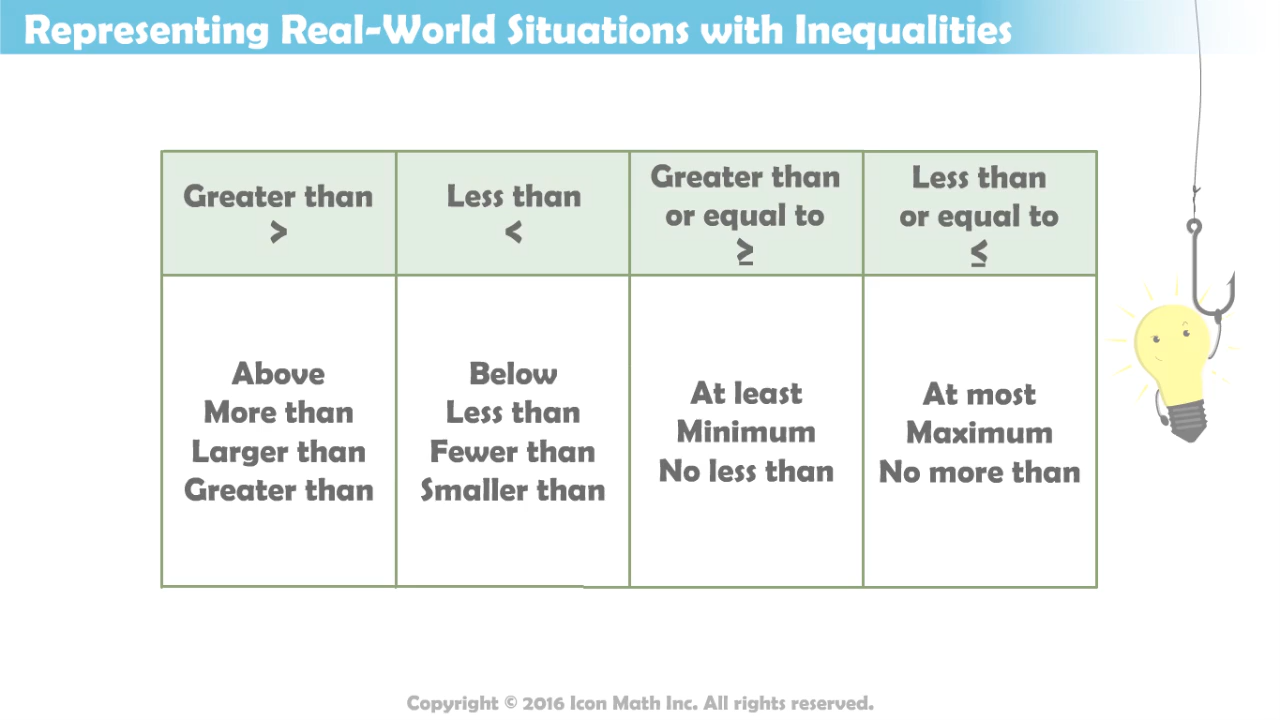 Representing Real-World Situations with Inequalities
Greater than
>
Less than
<
Greater than
or equal to
≥
Less than
or equal to
≤
Above
More than
Larger than
Greater than
Below
Less than
Fewer than
Smaller than
At least
Minimum
No less than
At most
Maximum
No more than
Copyright © 2016 Icon Math Inc. All rights reserved.